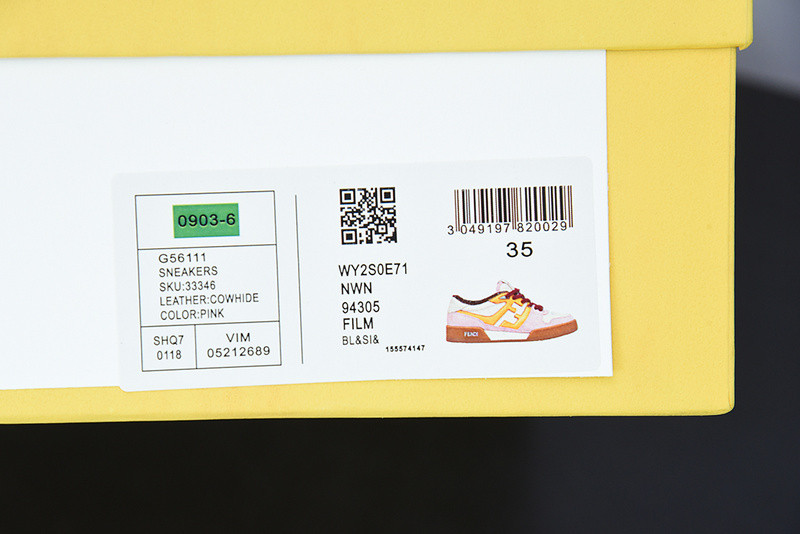 0903-6
G56111
SNEAKERS
SKU:33346
LEATHER:COWHIDE
COLOR:PINK
SHQ7
0118
VIM
05212689
WY2S0E71
NWN
94305
FILM
BL&SI&
155574147
3 049197 820029
35